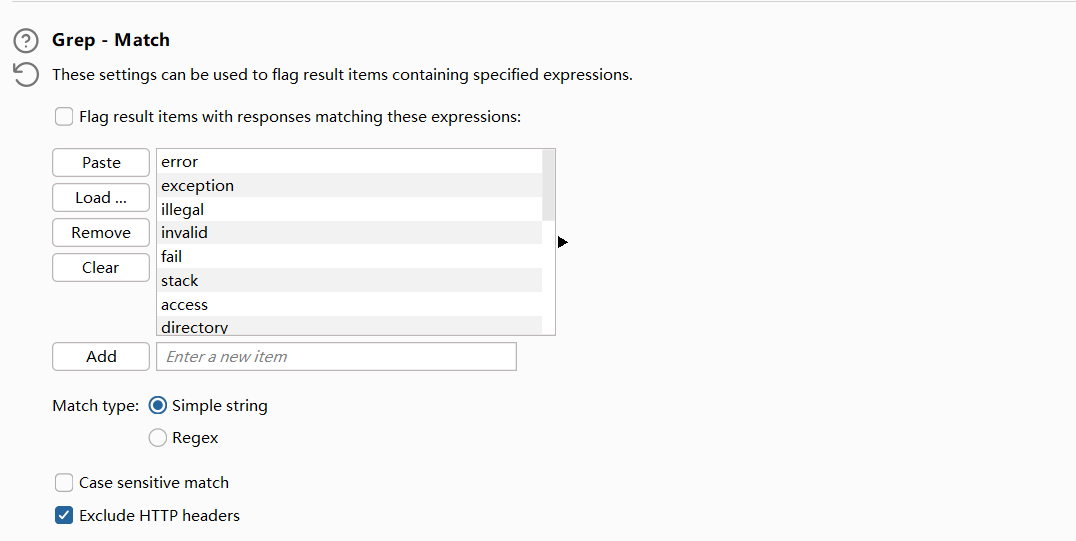 Grep - Match
These settings can be used to flag result items containing specified expressions.
Flag result items with responses matching these expressions:
Paste
Load ...
Remove
Clear
error
exception
illegal
invalid
fail
stack
access
directory
Add
Enter a new item
Match type:
Simple string
Regex
Case sensitive match
Exclude HTTP headers